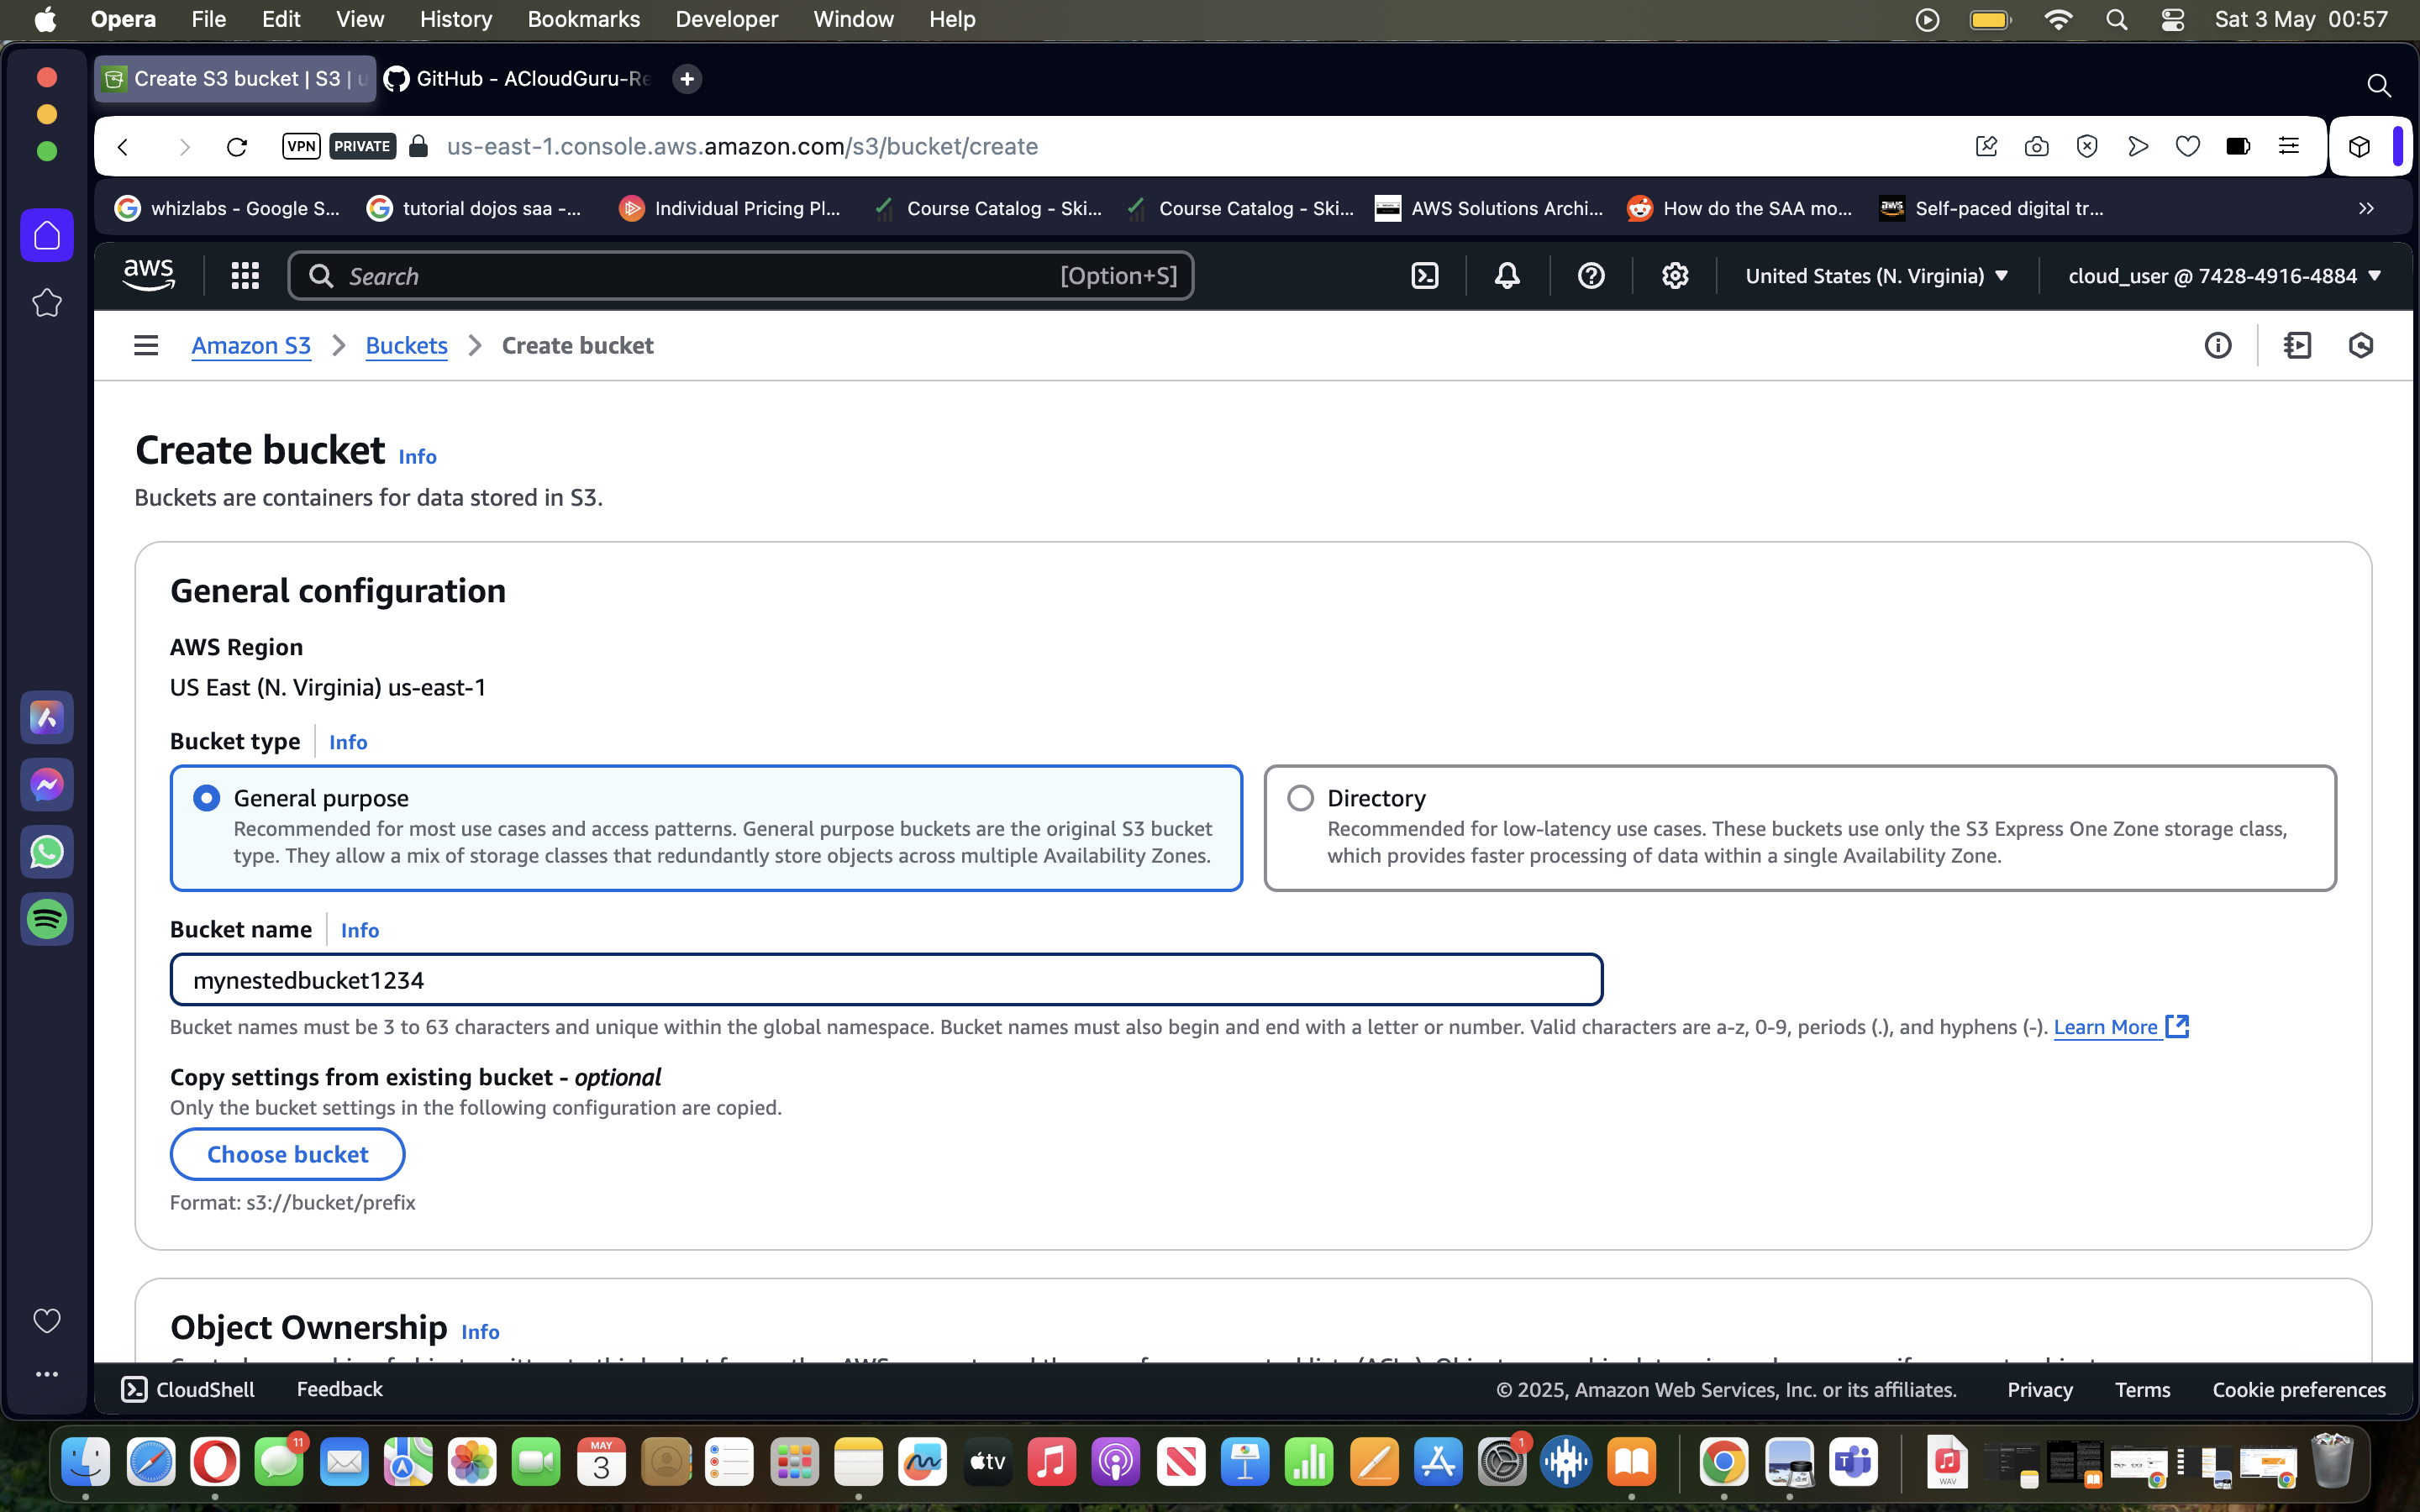 Opera File Edit View History Bookmarks Developer Window Help Sat 3 May 00:57
Create S3 bucket | S3 | u GitHub - ACloudGuru-Re
VPN PRIVATE us-east-1.console.aws.amazon.com/s3/bucket/create
whizlabs - Google S... tutorial dojos saa -... Individual Pricing Pl... Course Catalog - Ski... Course Catalog - Ski... AWS Solutions Archi... How do the SAA mo... Self-paced digital tr...
aws Search [Option+S] United States (N. Virginia) cloud_user @ 7428-4916-4884
Amazon S3 Buckets Create bucket
Create bucket Info
Buckets are containers for data stored in S3.
General configuration
AWS Region
US East (N. Virginia) us-east-1
Bucket type Info
General purpose
Recommended for most use cases and access patterns. General purpose buckets are the original S3 bucket
type. They allow a mix of storage classes that redundantly store objects across multiple Availability Zones.
Directory
Recommended for low-latency use cases. These buckets use only the S3 Express One Zone storage class,
which provides faster processing of data within a single Availability Zone.
Bucket name Info
mynestedbucket1234
Bucket names must be 3 to 63 characters and unique within the global namespace. Bucket names must also begin and end with a letter or number. Valid characters are a-z, 0-9, periods (.), and hyphens (-). Learn More
Copy settings from existing bucket - optional
Only the bucket settings in the following configuration are copied.
Choose bucket
Format: s3://bucket/prefix
Object Ownership Info
CloudShell Feedback © 2025, Amazon Web Services, Inc. or its affiliates. Privacy Terms Cookie preferences
11 MAY 3 tv 1 WAV